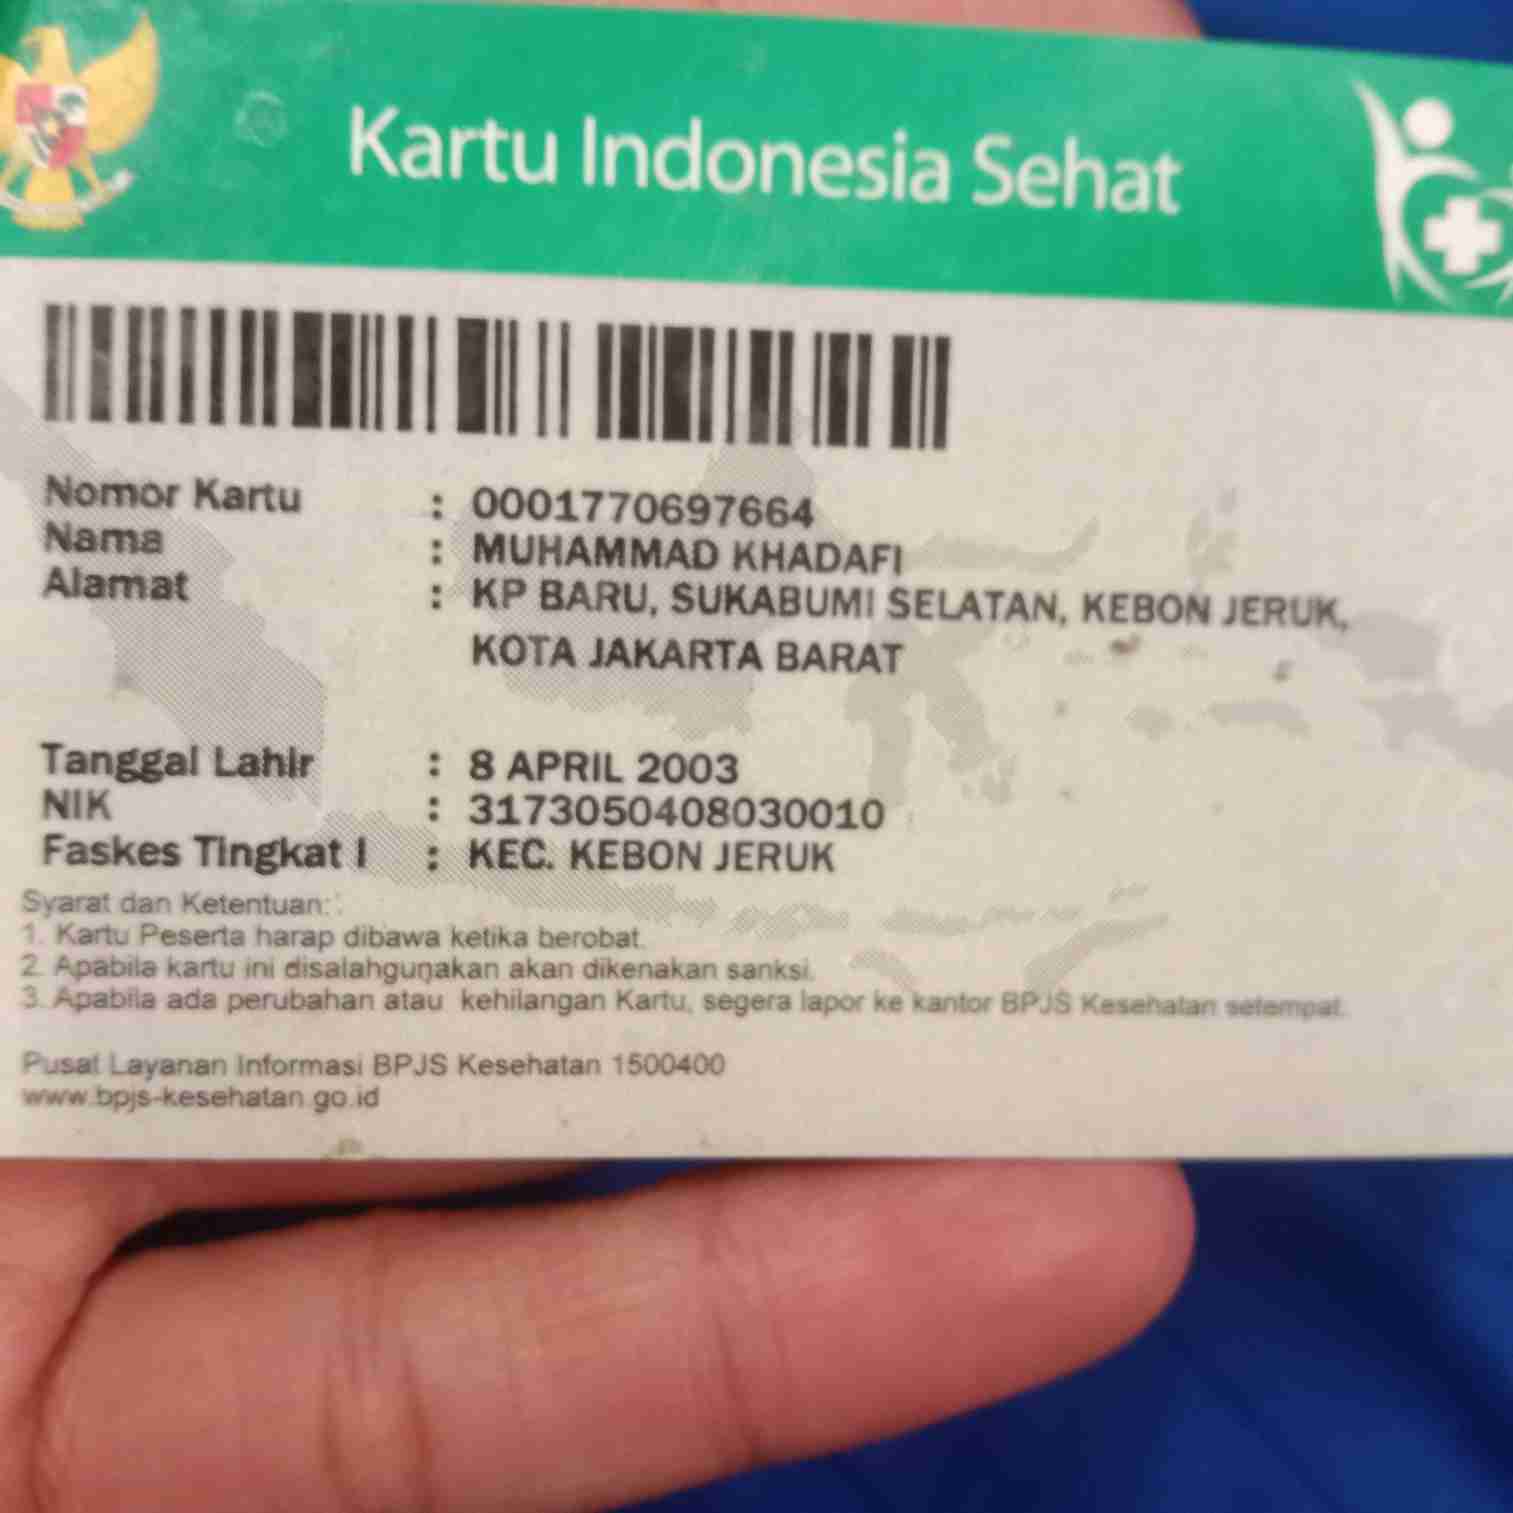 Kartu Indonesia Sehat
Nomor Kartu : 0001770697664
Nama : MUHAMMAD KHADAFI
Alamat : KP BARU, SUKABUMI SELATAN, KEBON JERUK,
KOTA JAKARTA BARAT
Tanggal Lahir : 8 APRIL 2003
NIK : 3173050408030010
Faskes Tingkat I : KEC. KEBON JERUK
Syarat dan Ketentuan:
1. Kartu Peserta harap dibawa ketika berobat.
2. Apabila kartu ini disalahgunakan akan dikenakan sanksi.
3. Apabila ada perubahan atau kehilangan Kartu, segera lapor ke kantor BPJS Kesehatan setempat.
Pusat Layanan Informasi BPJS Kesehatan 1500400
www.bpjs-kesehatan.go.id